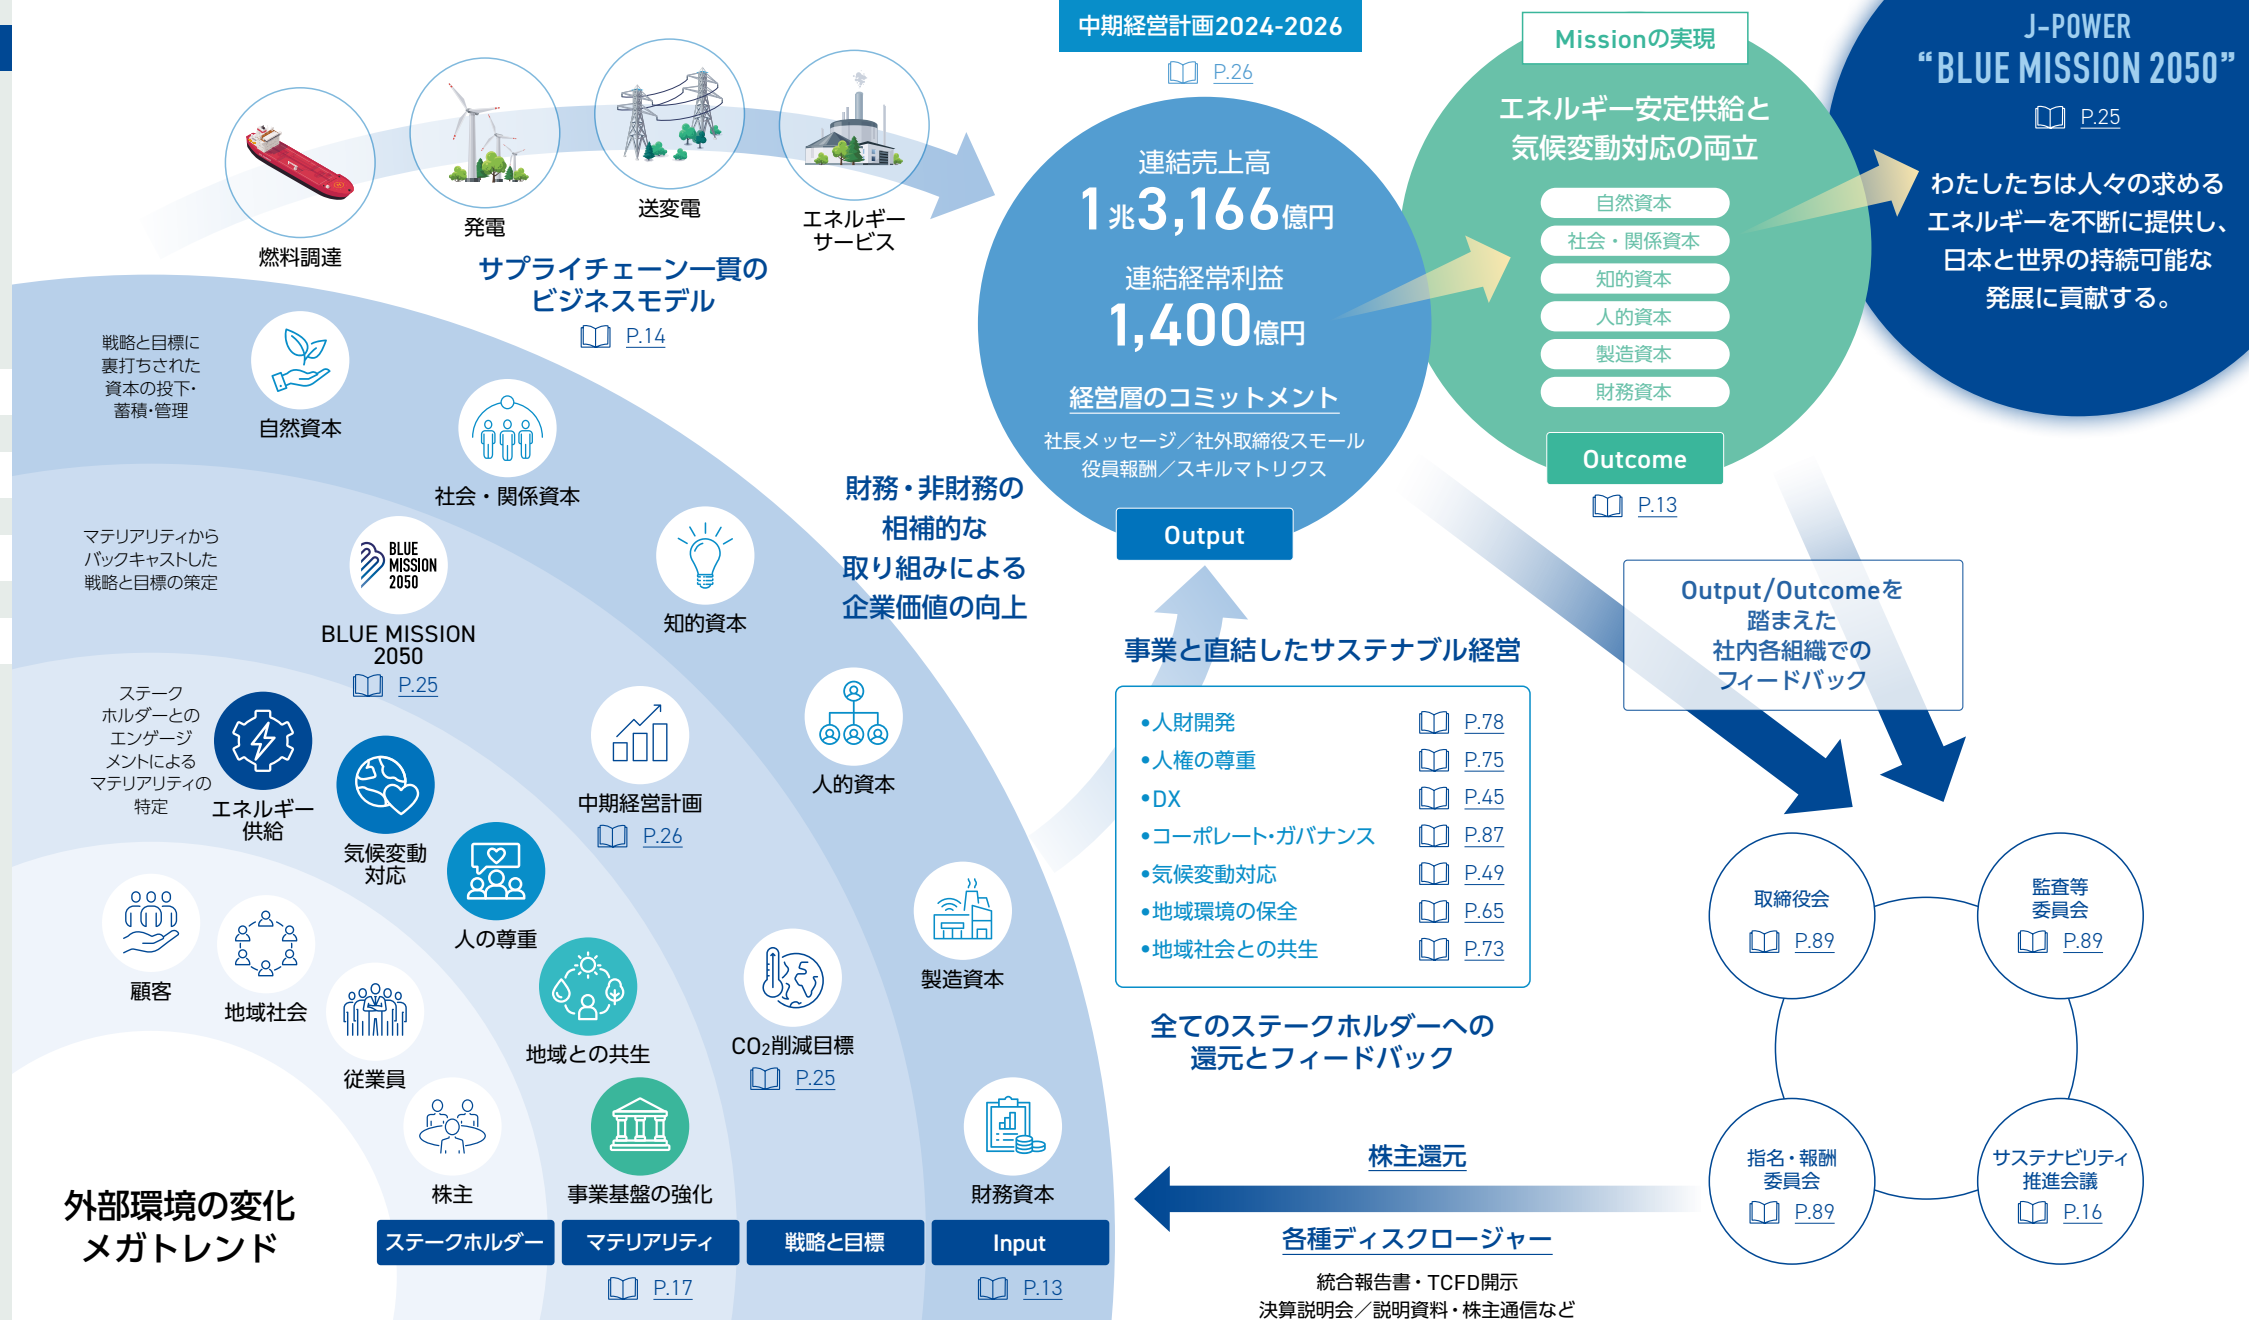 燃料調達
発電
送変電
エネルギー
サービス
サプライチェーン一貫の
ビジネスモデル
P.14
戦略と目標に
裏打ちされた
資本の投下・
蓄積・管理
自然資本
社会・関係資本
知的資本
人的資本
製造資本
財務資本
マテリアリティから
バックキャストした
戦略と目標の策定
BLUE
MISSION
2050
BLUE MISSION
2050
P.25
中期経営計画
P.26
CO₂削減目標
P.25
ステーク
ホルダーとの
エンゲージ
メントによる
マテリアリティの
特定
エネルギー
供給
気候変動
対応
人の尊重
地域との共生
事業基盤の強化
顧客
地域社会
従業員
株主
外部環境の変化
メガトレンド
ステークホルダー
マテリアリティ
戦略と目標
Input
P.17
P.13
財務・非財務の
相補的な
取り組みによる
企業価値の向上
中期経営計画2024-2026
P.26
連結売上高
1兆3,166億円
連結経常利益
1,400億円
経営層のコミットメント
社長メッセージ／社外取締役スモール
役員報酬／スキルマトリクス
Output
Missionの実現
エネルギー安定供給と
気候変動対応の両立
自然資本
社会・関係資本
知的資本
人的資本
製造資本
財務資本
Outcome
P.13
J-POWER
“BLUE MISSION 2050”
P.25
わたしたちは人々の求める
エネルギーを不断に提供し、
日本と世界の持続可能な
発展に貢献する。
事業と直結したサステナブル経営
•人財開発 P.78
•人権の尊重 P.75
•DX P.45
•コーポレート・ガバナンス P.87
•気候変動対応 P.49
•地域環境の保全 P.65
•地域社会との共生 P.73
全てのステークホルダーへの
還元とフィードバック
Output/Outcomeを
踏まえた
社内各組織での
フィードバック
取締役会
P.89
監査等
委員会
P.89
指名・報酬
委員会
P.89
サステナビリティ
推進会議
P.16
株主還元
各種ディスクロージャー
統合報告書・TCFD開示
決算説明会／説明資料・株主通信など